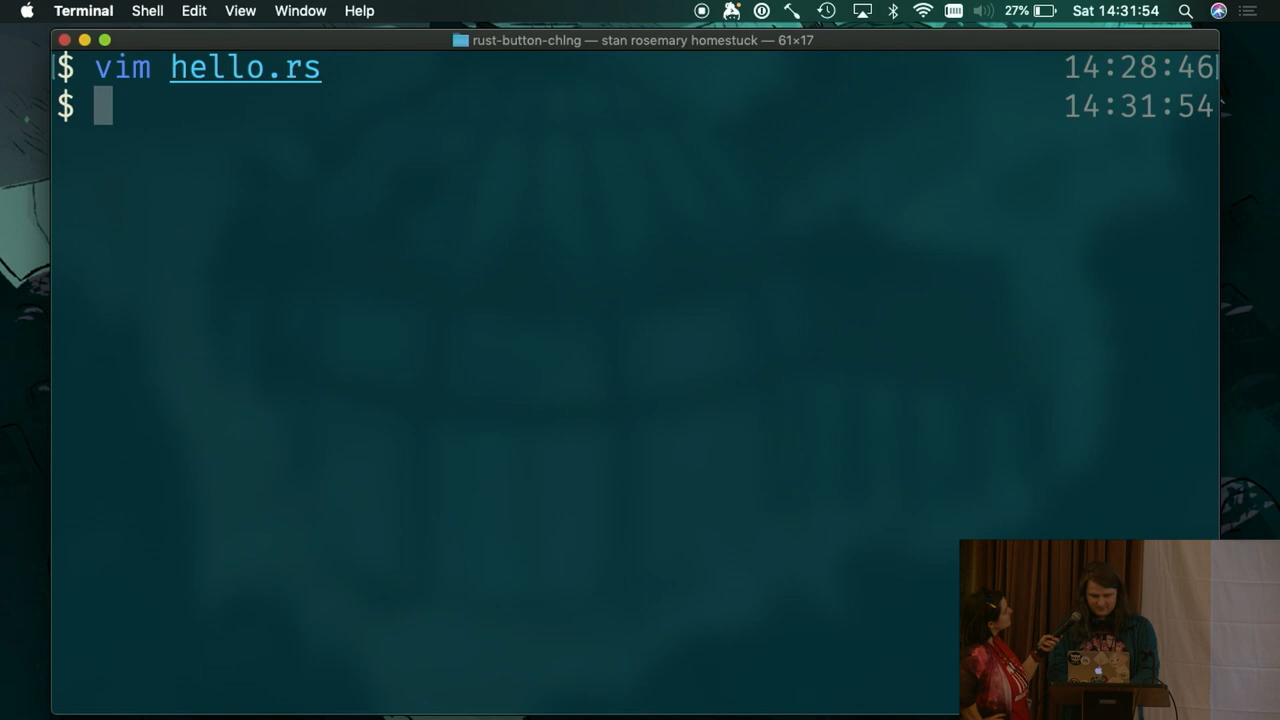 Terminal Shell Edit View Window Help 27% Sat 14:31:54
rust-button-chlng — stan rosemary homestuck — 61×17
$ vim hello.rs 14:28:46
$ 14:31:54